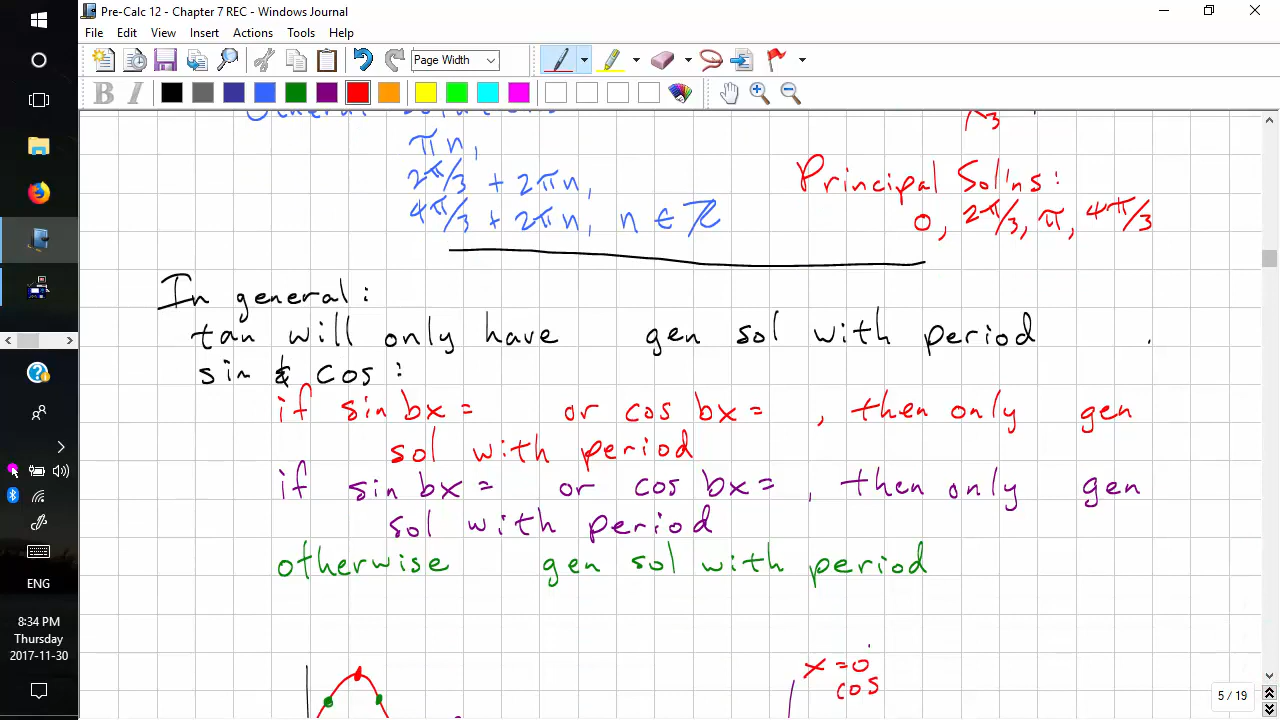 Pre-Calc 12 - Chapter 7 REC - Windows Journal
File Edit View Insert Actions Tools Help
Page Width
B I
General Solutions
πn,
2π/3 + 2πn,
4π/3 + 2πn, n ∈ ℤ
Principal Sol'ns:
0, 2π/3, π, 4π/3
In general:
tan will only have gen sol with period
sin & cos:
if sin bx = or cos bx = , then only gen
sol with period
if sin bx = or cos bx = , then only gen
sol with period
otherwise gen sol with period
x = 0
cos
ENG
8:34 PM
Thursday
2017-11-30
5 / 19